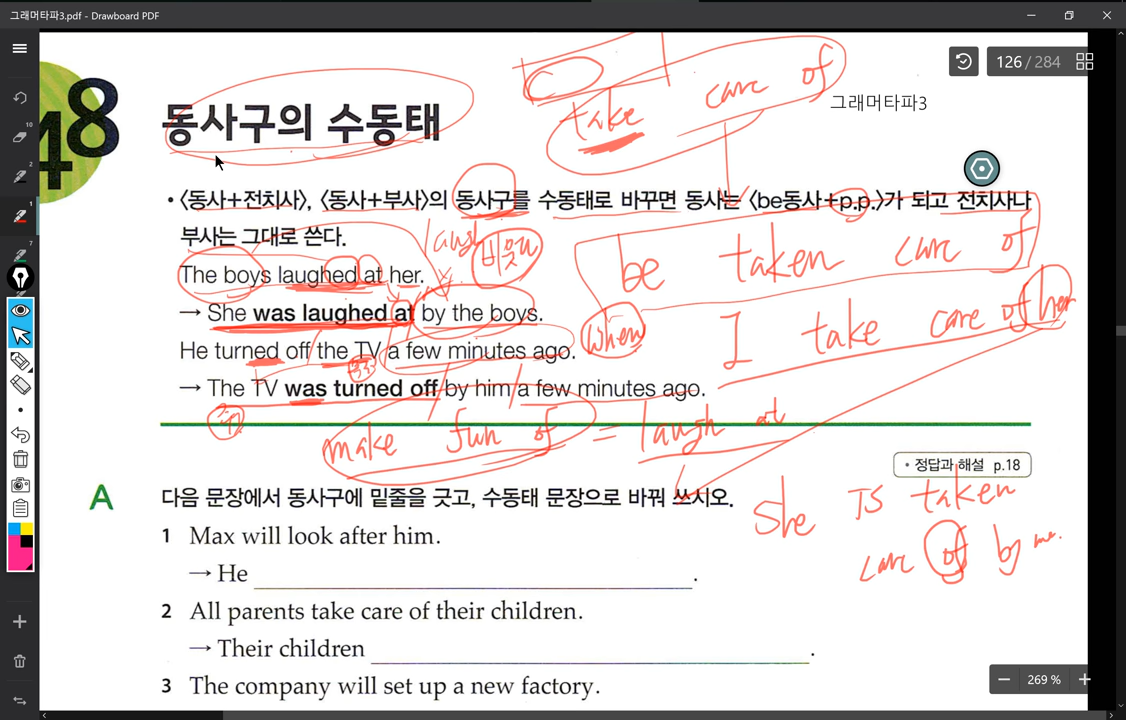 그래머타파3.pdf - Drawboard PDF
126 / 284
take care of
그래머타파3
48
동사구의 수동태
• 〈동사+전치사〉, 〈동사+부사〉의 동사구를 수동태로 바꾸면 동사는 〈be동사+p.p.〉가 되고 전치사나
부사는 그대로 쓴다.
laugh
비웃다
be taken care of
The boys laughed at her.
→ She was laughed at by the boys.
when
I take care of her
He turned off the TV a few minutes ago.
→ The TV was turned off by him a few minutes ago.
make fun of = laugh at
• 정답과 해설 p.18
A 다음 문장에서 동사구에 밑줄을 긋고, 수동태 문장으로 바꿔 쓰시오.
She is taken
care of by me.
1 Max will look after him.
→ He .
2 All parents take care of their children.
→ Their children .
3 The company will set up a new factory.
269 %
10
2
1
7